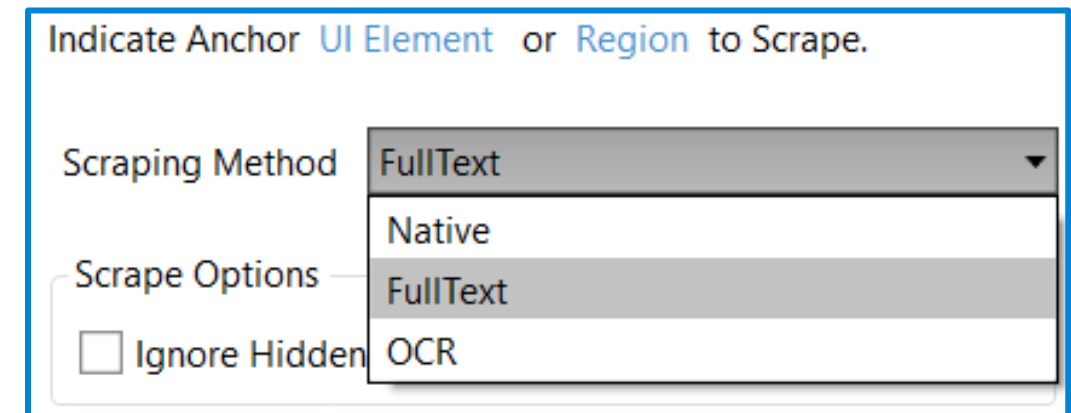 Indicate Anchor UI Element or Region to Scrape.
Scraping Method FullText
Native
Scrape Options
FullText
Ignore Hidden
OCR